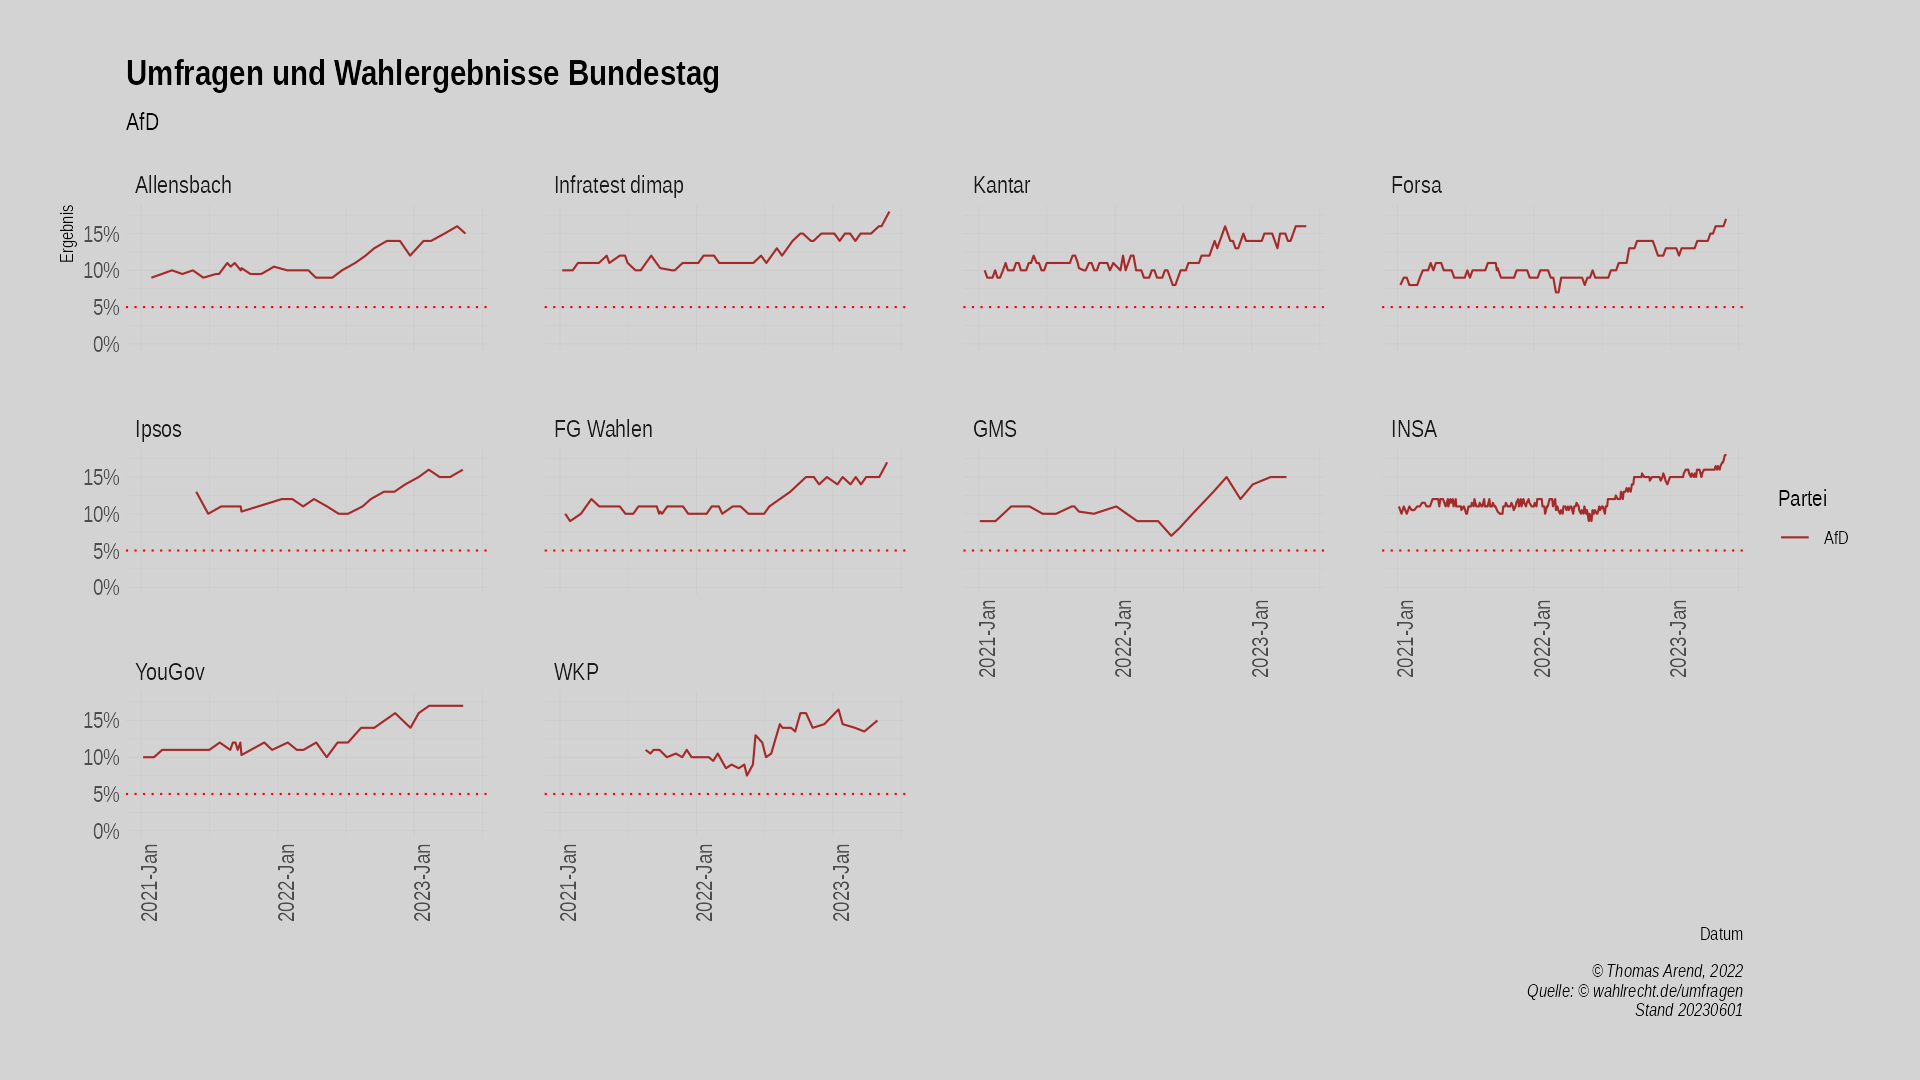 Umfragen und Wahlergebnisse Bundestag
AfD
Allensbach
Infratest dimap
Kantar
Forsa
Ergebnis
15%
10%
5%
0%
Ipsos
FG Wahlen
GMS
INSA
15%
10%
5%
0%
2021-Jan
2022-Jan
2023-Jan
2021-Jan
2022-Jan
2023-Jan
Partei
AfD
YouGov
WKP
15%
10%
5%
0%
2021-Jan
2022-Jan
2023-Jan
2021-Jan
2022-Jan
2023-Jan
Datum
© Thomas Arend, 2022
Quelle: © wahlrecht.de/umfragen
Stand 20230601